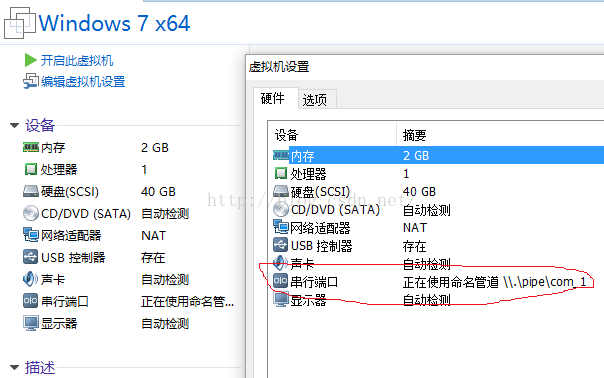 Windows 7 x64
开启此虚拟机
编辑虚拟机设置
设备
内存 2 GB
处理器 1
硬盘(SCSI) 40 GB
CD/DVD (SATA) 自动检测
网络适配器 NAT
USB 控制器 存在
声卡 自动检测
串行端口 正在使用命名管道...
显示器 自动检测
描述
虚拟机设置
硬件 选项
设备 摘要
内存 2 GB
处理器 1
硬盘(SCSI) 40 GB
CD/DVD (SATA) 自动检测
网络适配器 NAT
USB 控制器 存在
声卡 自动检测
串行端口 正在使用命名管道 \\.\pipe\com_1
显示器 自动检测